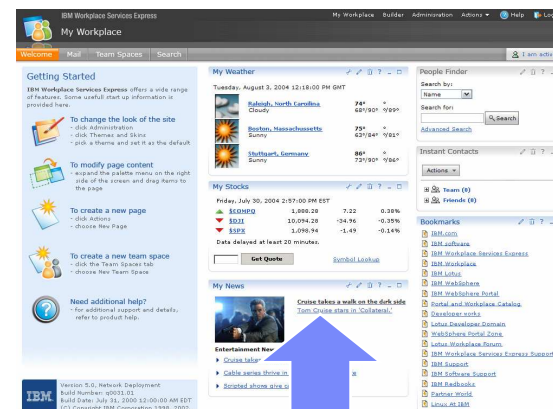 IBM Workplace Services Express
My Workplace Builder Administration Actions Help Log
My Workplace
Welcome Mail Team Spaces Search
I am activ
Getting Started
IBM Workplace Services Express offers a wide range
of features. Some usefull start up information is
provided here.
To change the look of the site
- click Administration
- click Themes and Skins
- pick a theme and set it as the default
To modify page content
- expand the palette menu on the right
side of the screen and drag items to
the page
To create a new page
- click Actions
- choose New Page
To create a new team space
- click the Team Spaces tab
- choose New Team Space
Need additional help?
- for additional support and details,
refer to product help.
IBM
Version 5.0, Network Deployment
Build Number: q0031.01
Build Date: July 31, 2000 12:00:00 AM EDT
(C) Copyright IBM Corporation 1998, 2002
My Weather
Tuesday, August 3, 2004 12:18:00 PM GMT
Raleigh, North Carolina 74° °
Cloudy 68°/90° °/89°
Boston, Massachussetts 75° °
Sunny 63°/84° °/81°
Stuttgart, Germany 86° °
Sunny 73°/90° °/86°
My Stocks
Friday, July 30, 2004 2:57:00 PM EST
$COMPQ 1,888.28 7.22 0.38%
$DJI 10,094.28 -34.96 -0.35%
$SPX 1,098.94 -1.49 -0.14%
Data delayed at least 20 minutes.
Get Quote Symbol Lookup
My News
Cruise takes a walk on the dark side
Tom Cruise stars in 'Collateral.'
Entertainment New
Cruise take
Cable series thrive in s
Scripted shows give c
People Finder
Search by:
Name
Search for:
Search
Advanced Search
Instant Contacts
Actions
Team (0)
Friends (0)
Bookmarks
IBM.com
IBM software
IBM Workplace Services Express
IBM Workplace
IBM Lotus
IBM WebSphere
IBM WebSphere Portal
Portal and Workplace Catalog
Developer works
Lotus Developer Domain
WebSphere Portal Zone
Lotus Workplace Forum
IBM Workplace Services Express Support
IBM Support
IBM Software Support
IBM Redbooks
Partner World
Linux At IBM